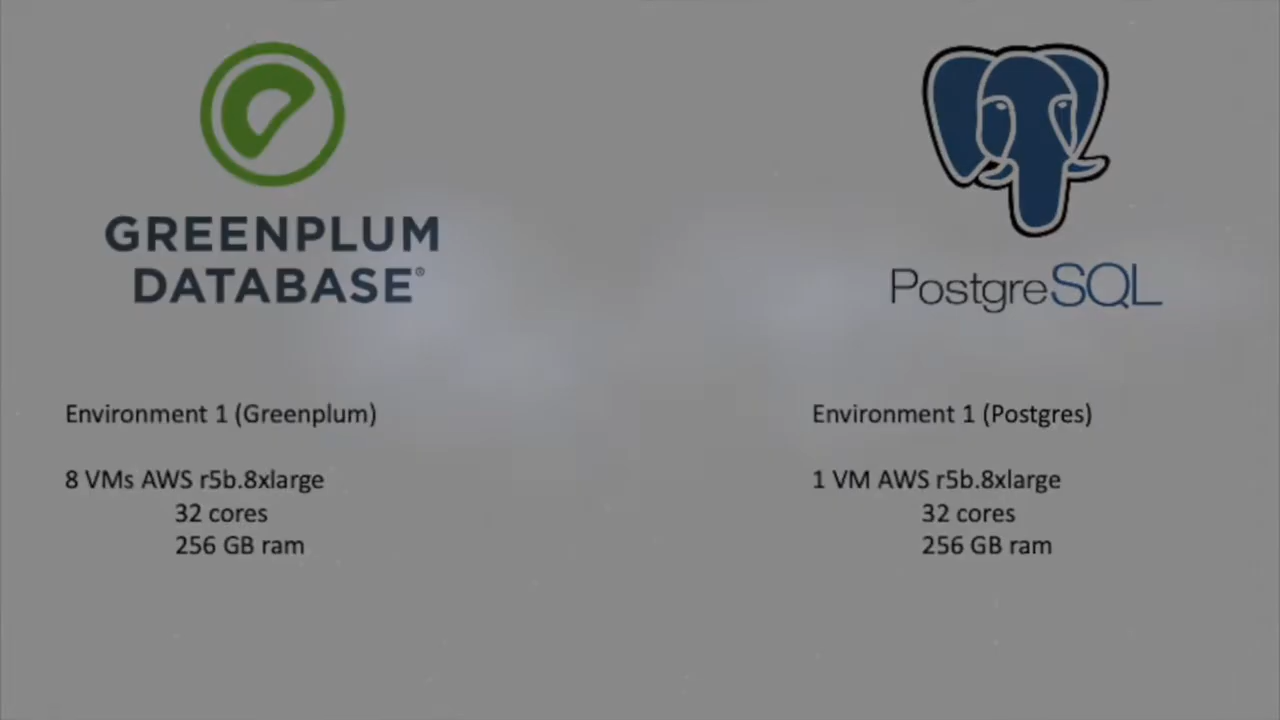 GREENPLUM
DATABASE®
Environment 1 (Greenplum)
8 VMs AWS r5b.8xlarge
32 cores
256 GB ram
PostgreSQL
Environment 1 (Postgres)
1 VM AWS r5b.8xlarge
32 cores
256 GB ram